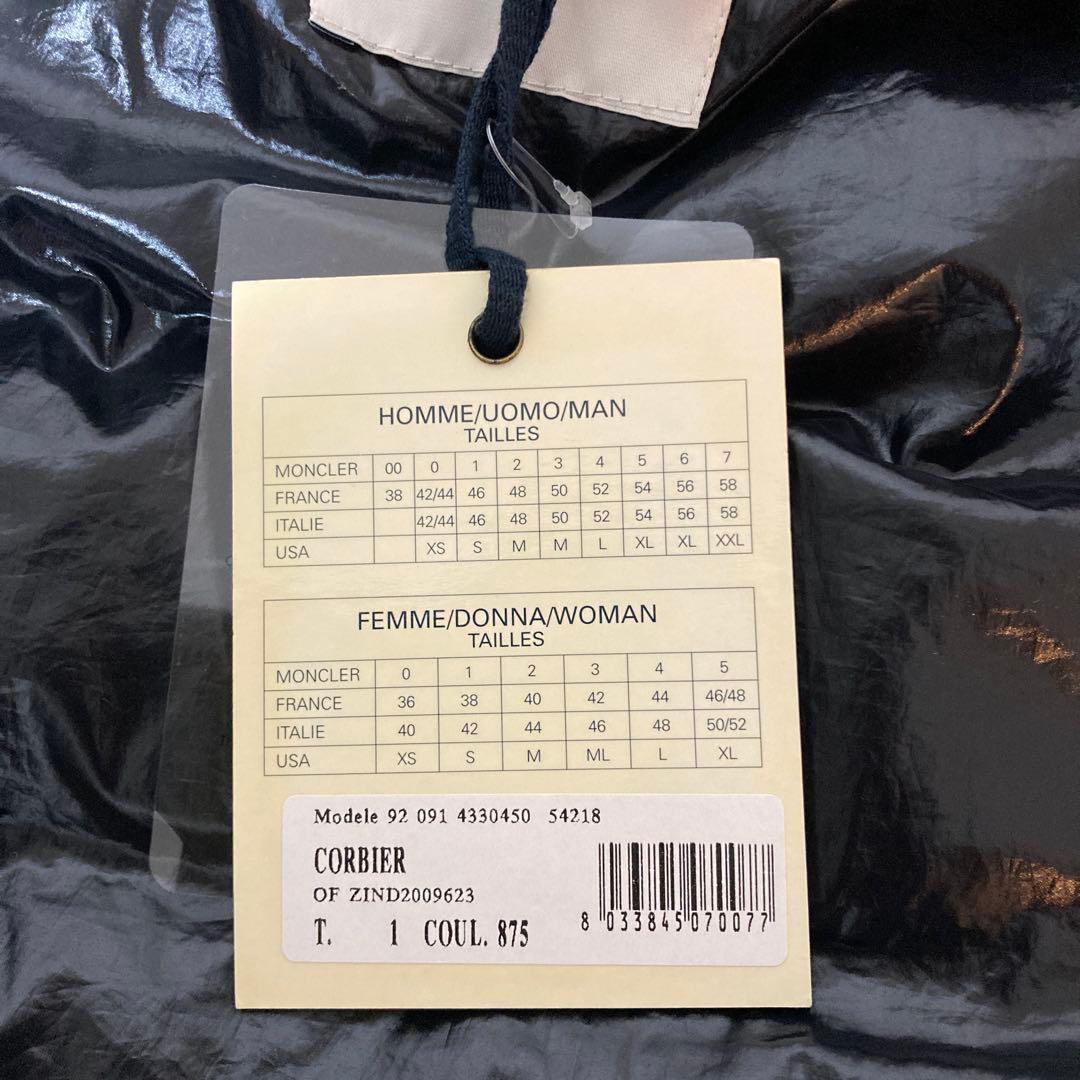 HOMME/UOMO/MAN
TAILLES
MONCLER 00 0 1 2 3 4 5 6 7
FRANCE 38 42/44 46 48 50 52 54 56 58
ITALIE 42/44 46 48 50 52 54 56 58
USA XS S M M L XL XL XXL
FEMME/DONNA/WOMAN
TAILLES
MONCLER 0 1 2 3 4 5
FRANCE 36 38 40 42 44 46/48
ITALIE 40 42 44 46 48 50/52
USA XS S M ML L XL
Modele 92 091 4330450 54218
CORBIER
OF ZIND2009623
T. 1 COUL. 875
8 033845 070077